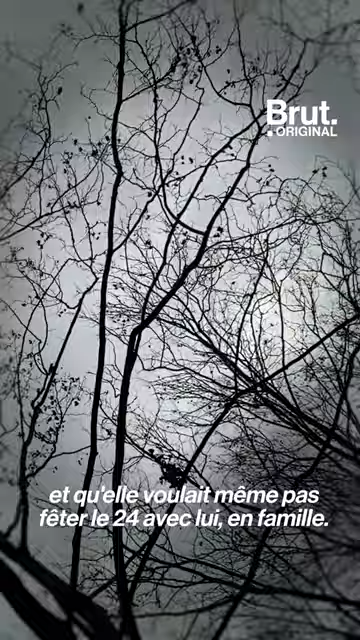 Brut.
ORIGINAL
et qu'elle voulait même pas
fêter le 24 avec lui, en famille.